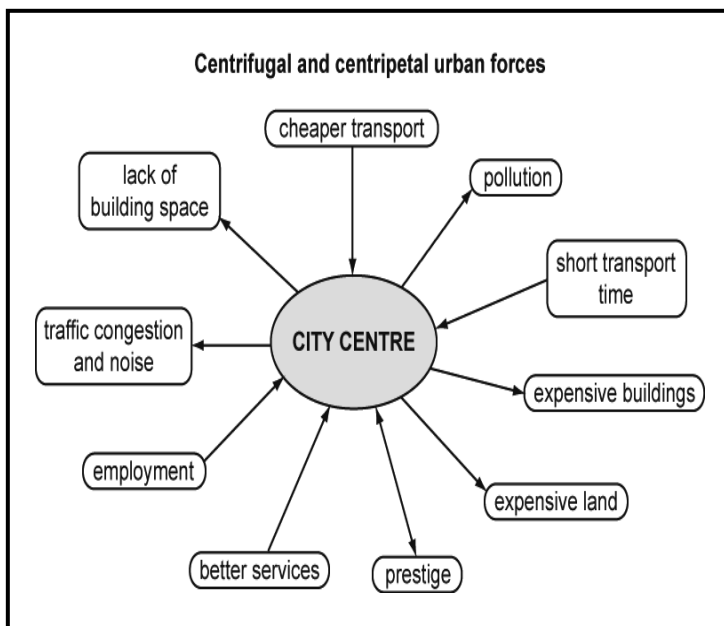 Centrifugal and centripetal urban forces
cheaper transport
lack of
building space
pollution
short transport
time
traffic congestion
and noise
CITY CENTRE
expensive buildings
employment
expensive land
better services
prestige